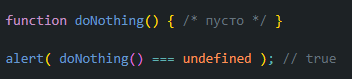 function doNothing() { /* пусто */ }
alert( doNothing() === undefined ); // true